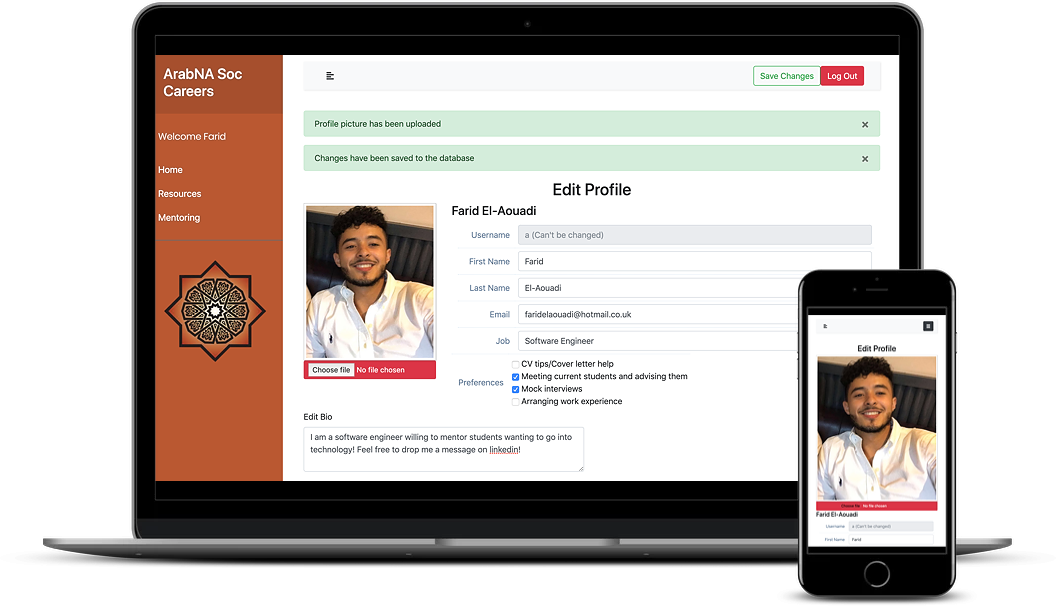 ArabNA Soc
Careers
Welcome Farid
Home
Resources
Mentoring
Save Changes
Log Out
Profile picture has been uploaded ×
Changes have been saved to the database ×
Edit Profile
Farid El-Aouadi
Username a (Can't be changed)
First Name Farid
Last Name El-Aouadi
Email faridelaouadi@hotmail.co.uk
Job Software Engineer
Preferences
CV tips/Cover letter help
Meeting current students and advising them
Mock interviews
Arranging work experience
Choose file No file chosen
Edit Bio
I am a software engineer willing to mentor students wanting to go into
technology! Feel free to drop me a message on linkedin!
Edit Profile
Choose file No file chosen
Farid El-Aouadi
Username a (Can't be changed)
First Name Farid